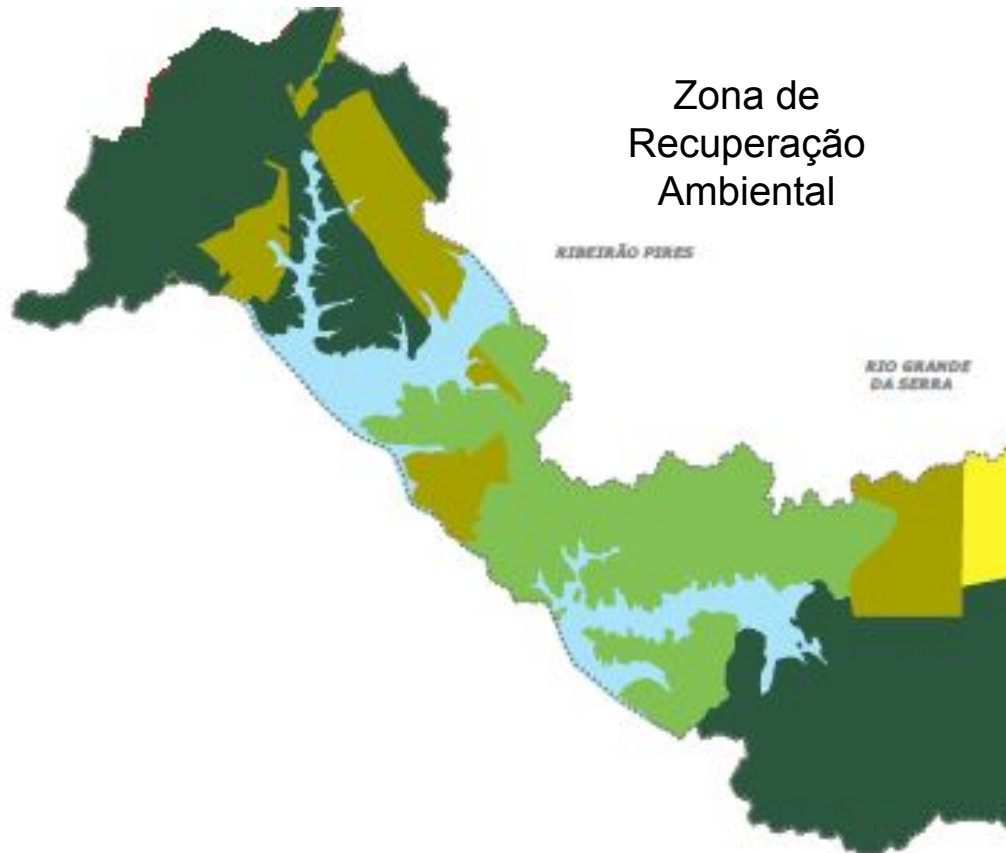 Zona de
Recuperação
Ambiental
RIBEIRÃO PIRES
RIO GRANDE
DA SERRA